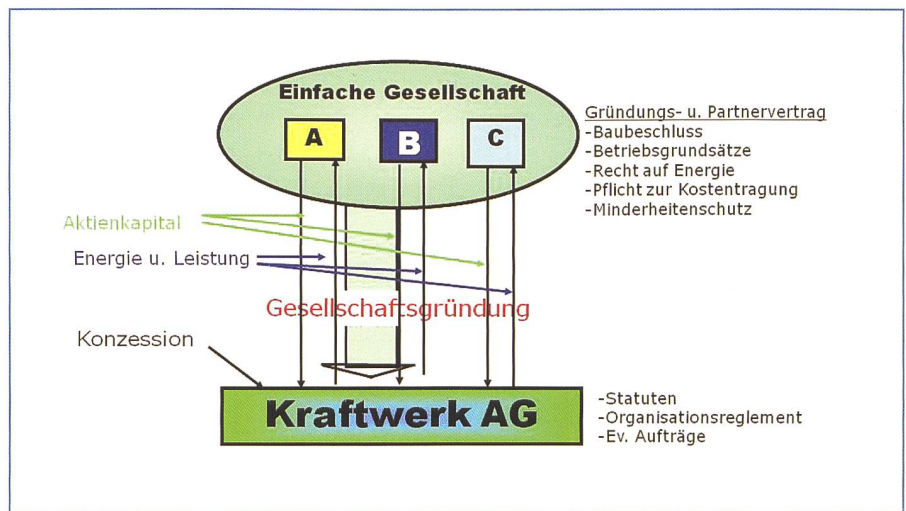 Einfache Gesellschaft
A
B
C
Gründungs- u. Partnervertrag
-Baubeschluss
-Betriebsgrundsätze
-Recht auf Energie
-Pflicht zur Kostentragung
-Minderheitenschutz
Aktienkapital
Energie u. Leistung
Gesellschaftsgründung
Konzession
Kraftwerk AG
-Statuten
-Organisationsreglement
-Ev. Aufträge